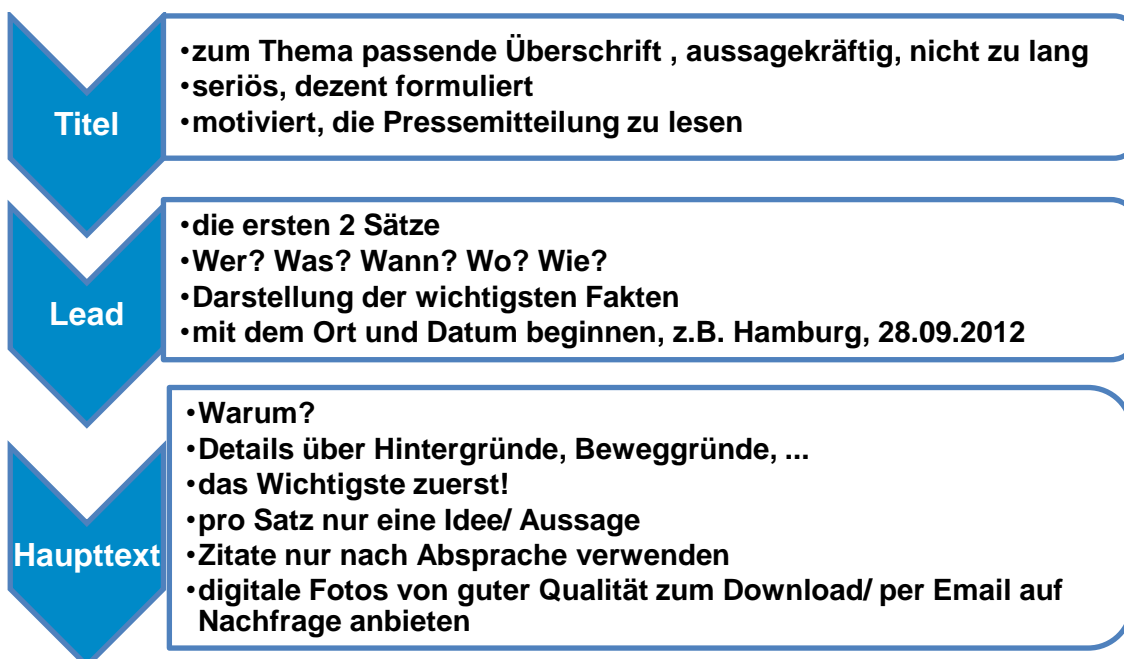 Titel
•zum Thema passende Überschrift , aussagekräftig, nicht zu lang
•seriös, dezent formuliert
•motiviert, die Pressemitteilung zu lesen
Lead
•die ersten 2 Sätze
•Wer? Was? Wann? Wo? Wie?
•Darstellung der wichtigsten Fakten
•mit dem Ort und Datum beginnen, z.B. Hamburg, 28.09.2012
Haupttext
•Warum?
•Details über Hintergründe, Beweggründe, ...
•das Wichtigste zuerst!
•pro Satz nur eine Idee/ Aussage
•Zitate nur nach Absprache verwenden
•digitale Fotos von guter Qualität zum Download/ per Email auf
Nachfrage anbieten